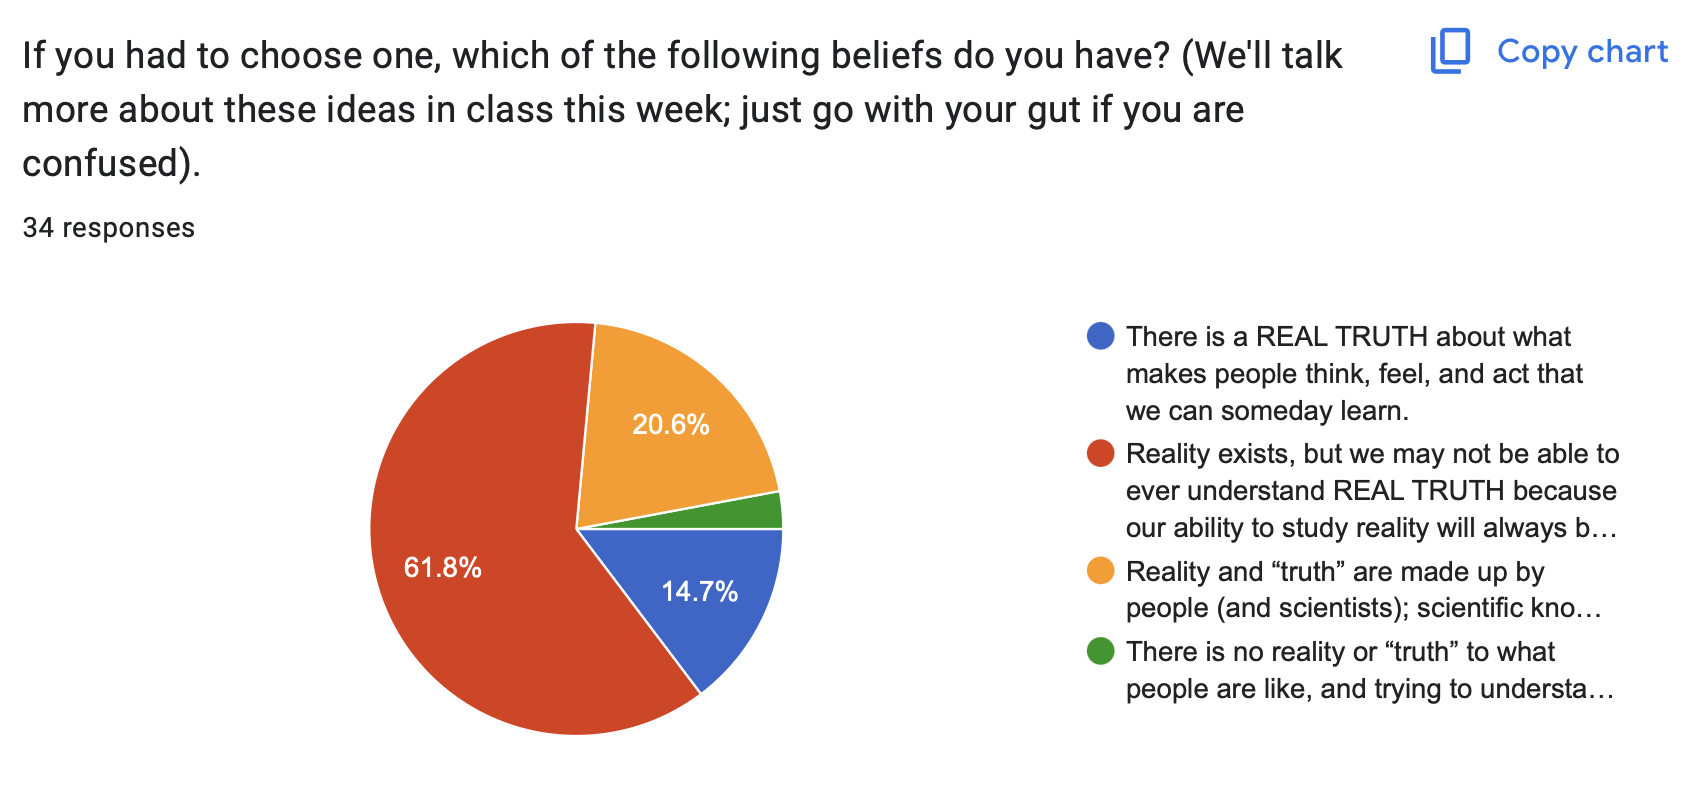 If you had to choose one, which of the following beliefs do you have? (We'll talk
more about these ideas in class this week; just go with your gut if you are
confused).
Copy chart
34 responses
20.6%
61.8%
14.7%
There is a REAL TRUTH about what
makes people think, feel, and act that
we can someday learn.
Reality exists, but we may not be able to
ever understand REAL TRUTH because
our ability to study reality will always b…
Reality and “truth” are made up by
people (and scientists); scientific kno…
There is no reality or “truth” to what
people are like, and trying to understa…